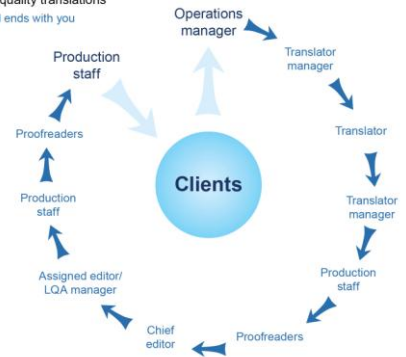 quality translations
ends with you
Operations
manager
Translator
manager
Translator
Translator
manager
Production
staff
Proofreaders
Chief
editor
Assigned editor/
LQA manager
Production
staff
Proofreaders
Production
staff
Clients